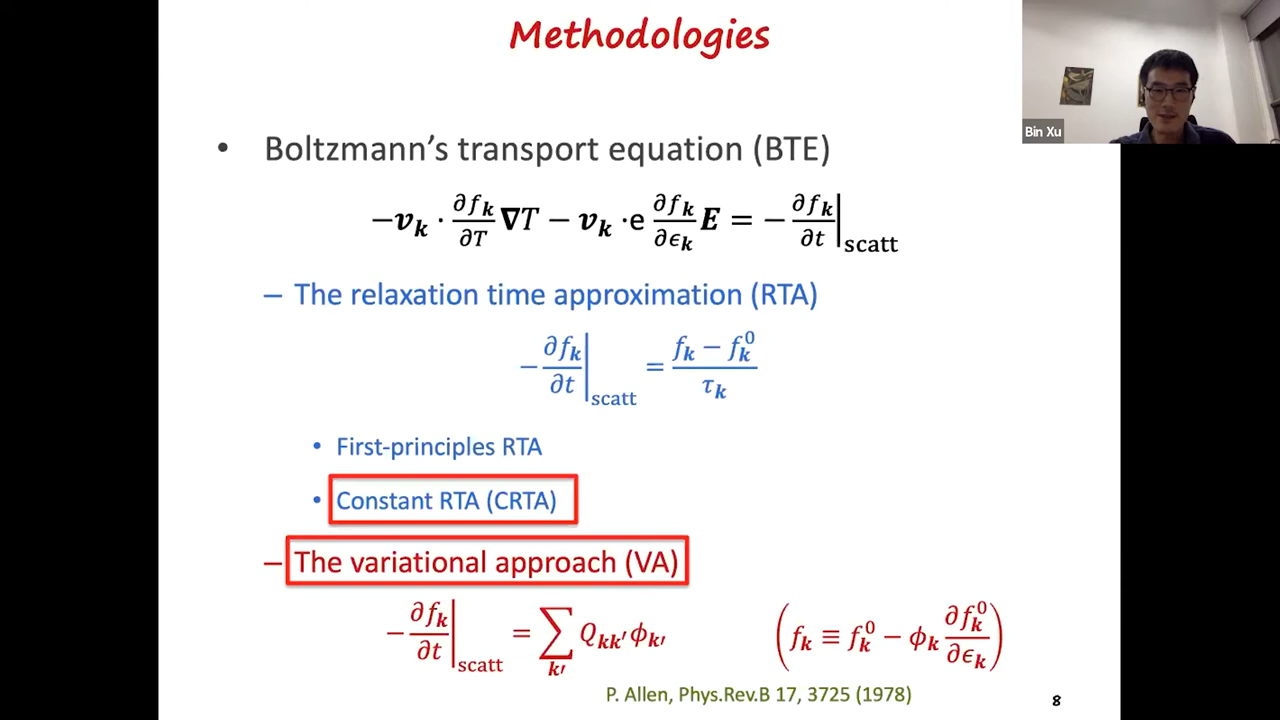 Methodologies
Bin Xu
• Boltzmann's transport equation (BTE)
−𝒗𝒌 · ∂f𝒌/∂T 𝛁T − 𝒗𝒌 ·e ∂f𝒌/∂ϵ𝒌 𝑬 = − ∂f𝒌/∂t|scatt
– The relaxation time approximation (RTA)
− ∂f𝒌/∂t|scatt = (f𝒌 − f𝒌⁰)/τ𝒌
• First-principles RTA
• Constant RTA (CRTA)
– The variational approach (VA)
− ∂f𝒌/∂t|scatt = ∑𝒌′ Q𝒌𝒌′ϕ𝒌′ (f𝒌 ≡ f𝒌⁰ − ϕ𝒌 ∂f𝒌⁰/∂ϵ𝒌)
P. Allen, Phys.Rev.B 17, 3725 (1978)
8